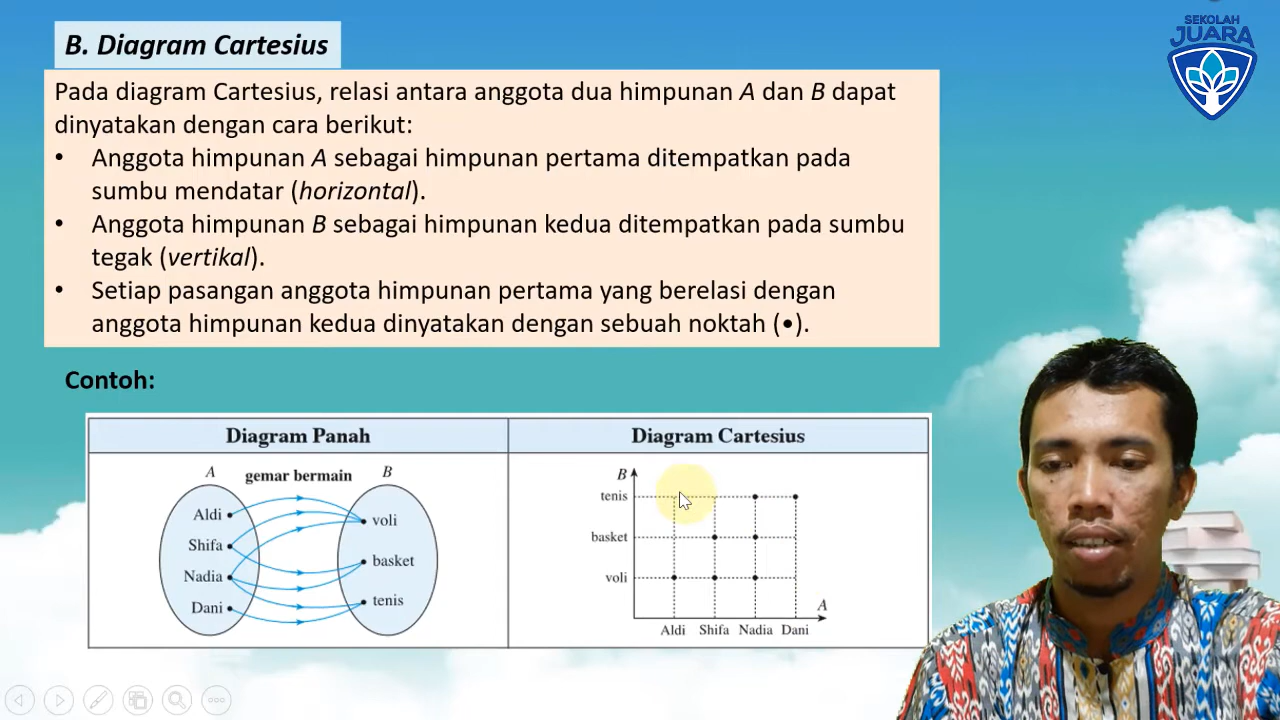 SEKOLAH
JUARA
B. Diagram Cartesius
Pada diagram Cartesius, relasi antara anggota dua himpunan A dan B dapat
dinyatakan dengan cara berikut:
• Anggota himpunan A sebagai himpunan pertama ditempatkan pada
sumbu mendatar (horizontal).
• Anggota himpunan B sebagai himpunan kedua ditempatkan pada sumbu
tegak (vertikal).
• Setiap pasangan anggota himpunan pertama yang berelasi dengan
anggota himpunan kedua dinyatakan dengan sebuah noktah (•).
Contoh:
Diagram Panah
A gemar bermain B
Aldi
Shifa
Nadia
Dani
voli
basket
tenis
Diagram Cartesius
B
tenis
basket
voli
A
Aldi Shifa Nadia Dani